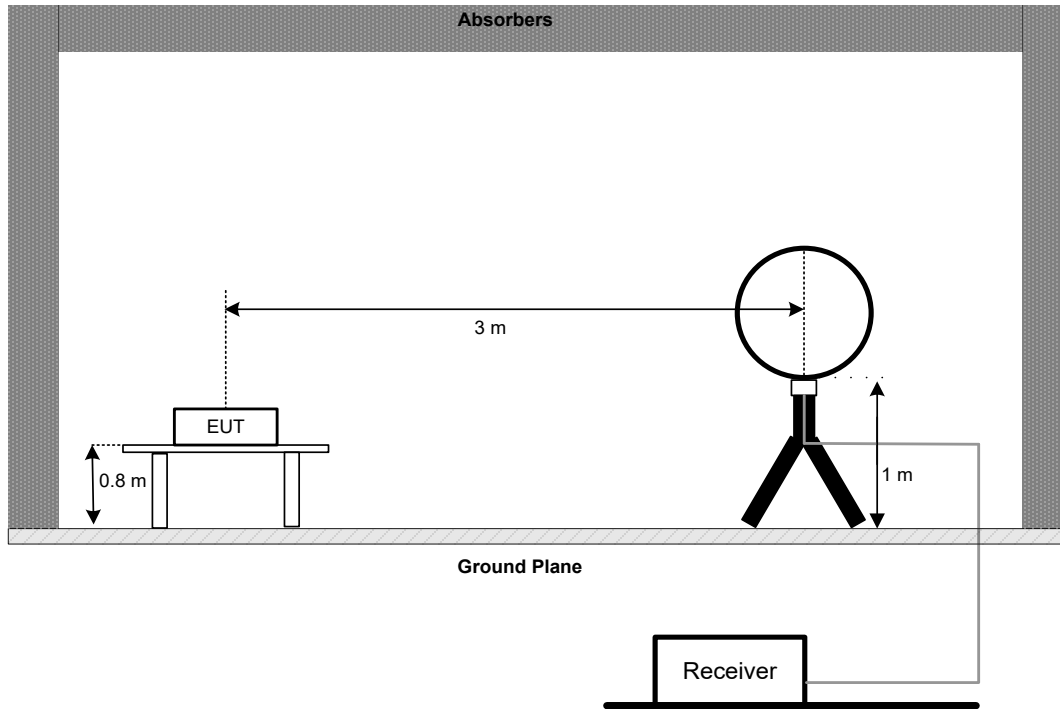 Absorbers
3 m
EUT
0.8 m
1 m
Ground Plane
Receiver